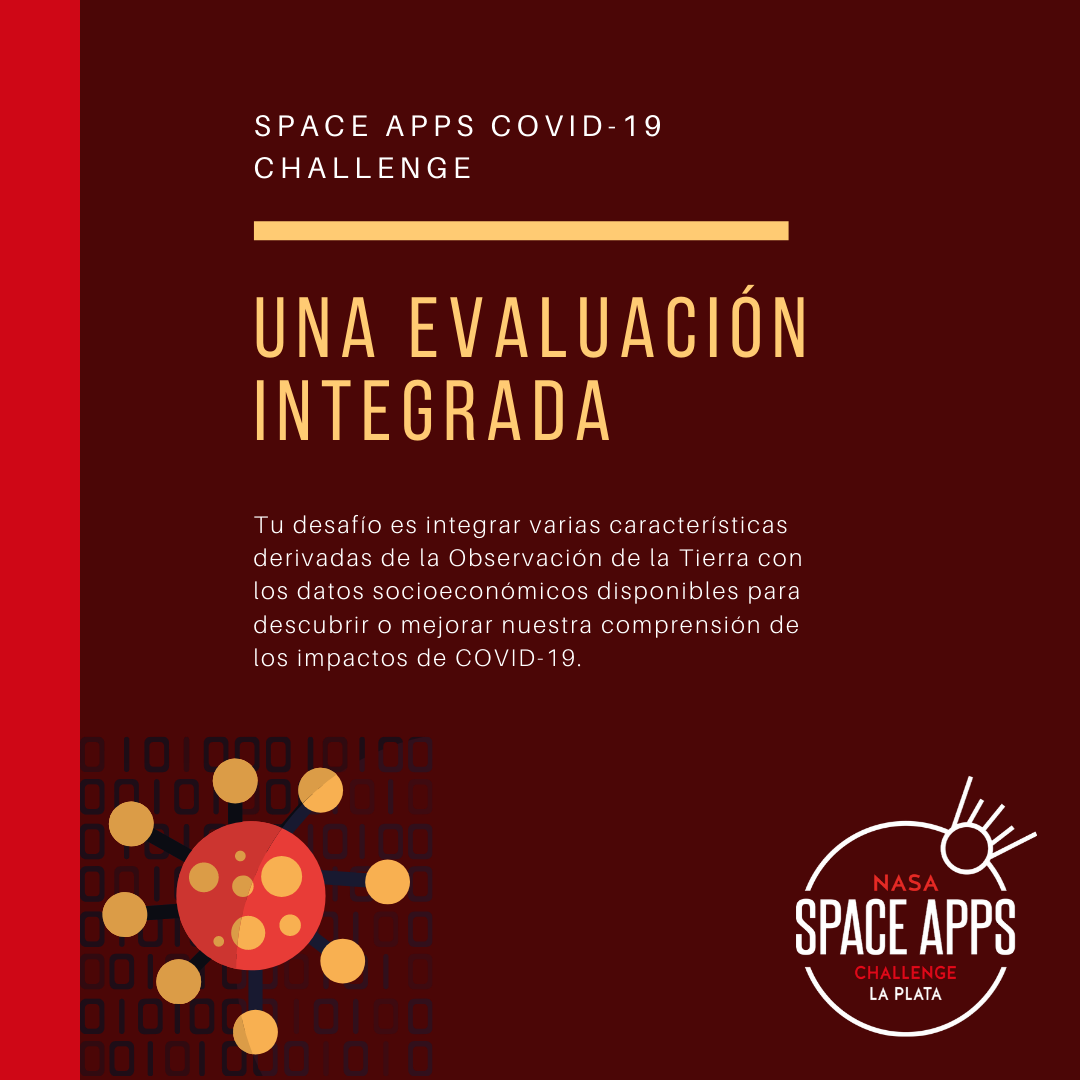 SPACE APPS COVID-19
CHALLENGE
UNA EVALUACIÓN
INTEGRADA
Tu desafío es integrar varias características
derivadas de la Observación de la Tierra con
los datos socioeconómicos disponibles para
descubrir o mejorar nuestra comprensión de
los impactos de COVID-19.
NASA
SPACE APPS
CHALLENGE
LA PLATA